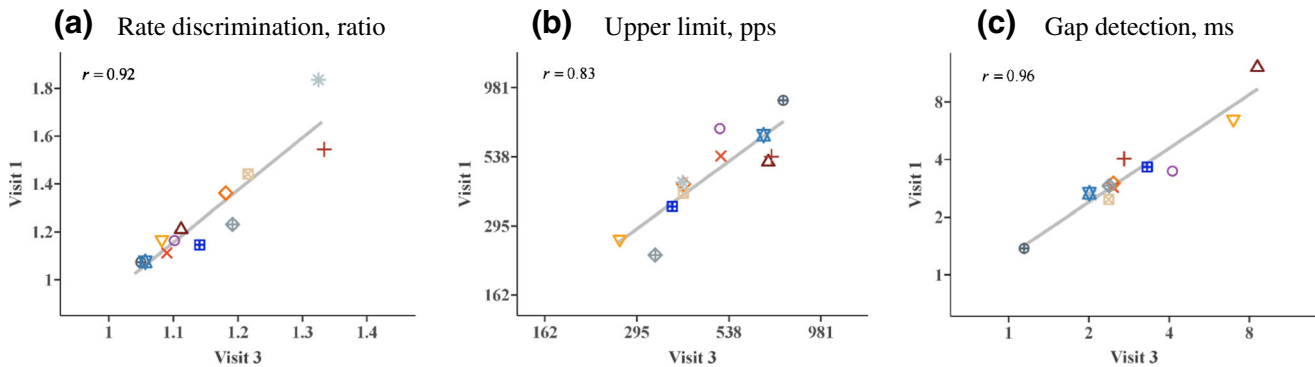 (a) Rate discrimination, ratio
r = 0.92
1.8
1.6
1.4
1.2
1
Visit 1
1 1.1 1.2 1.3 1.4
Visit 3
(b) Upper limit, pps
r = 0.83
981
538
295
162
Visit 1
162 295 538 981
Visit 3
(c) Gap detection, ms
r = 0.96
8
4
2
1
Visit 1
1 2 4 8
Visit 3